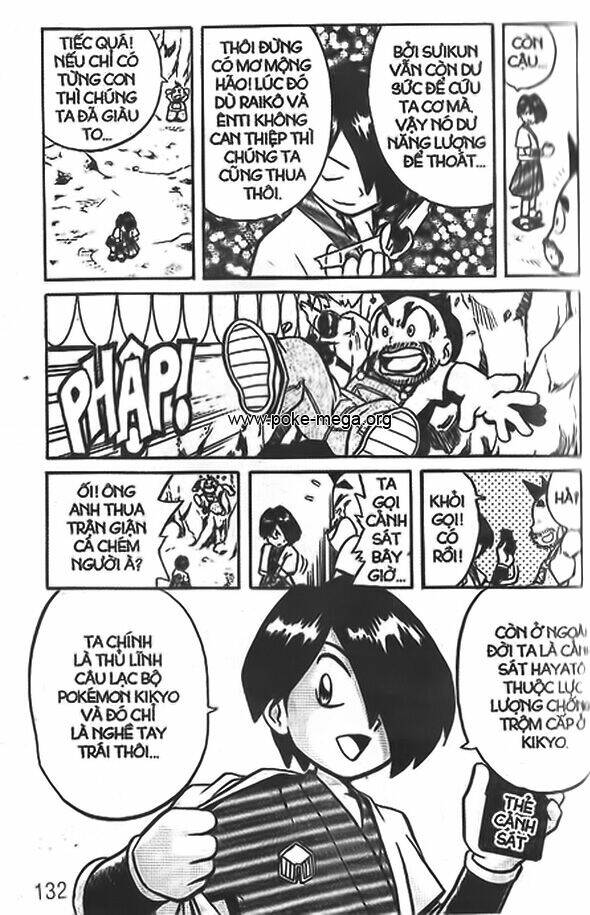 TIẾC QUÁ!
NẾU CHỈ CÓ
TỪNG CON
THÌ CHÚNG
TA ĐÃ GIÀU
TO...
THÔI ĐỪNG
CÓ MƠ MỘNG
HÃO! LÚC ĐÓ
DÙ RAIKÔ VÀ
ENTI KHÔNG
CAN THIỆP THÌ
CHÚNG TA
CŨNG THUA
THÔI.
BỞI SUIKUN
VẪN CÒN DƯ
SỨC ĐỂ CỨU
TA CƠ MÀ.
VẬY NÓ DƯ
NĂNG LƯỢNG
ĐỂ THOÁT...
CÒN
CẬU...
PHẬP!
www.poke-mega.org
ỐI! ÔNG
ANH THUA
TRẬN GIẬN
CÁ CHÉM
NGƯỜI À?
TA
GỌI
CẢNH
SÁT
BÂY
GIỜ...
KHỎI
GỌI!
CÓ
RỒI!
HẢ
TA CHÍNH
LÀ THỦ LĨNH
CÂU LẠC BỘ
POKÉMON KIKYO
VÀ ĐÓ CHỈ
LÀ NGHỀ TAY
TRÁI THÔI...
CÒN Ở NGOÀI
ĐỜI TA LÀ CẢN
SÁT HAYATO
THUỘC LỰC
LƯỢNG CHỐN
TRỘM CẮP Ở
KIKYO.
THẺ
CẢNH
SÁT
132